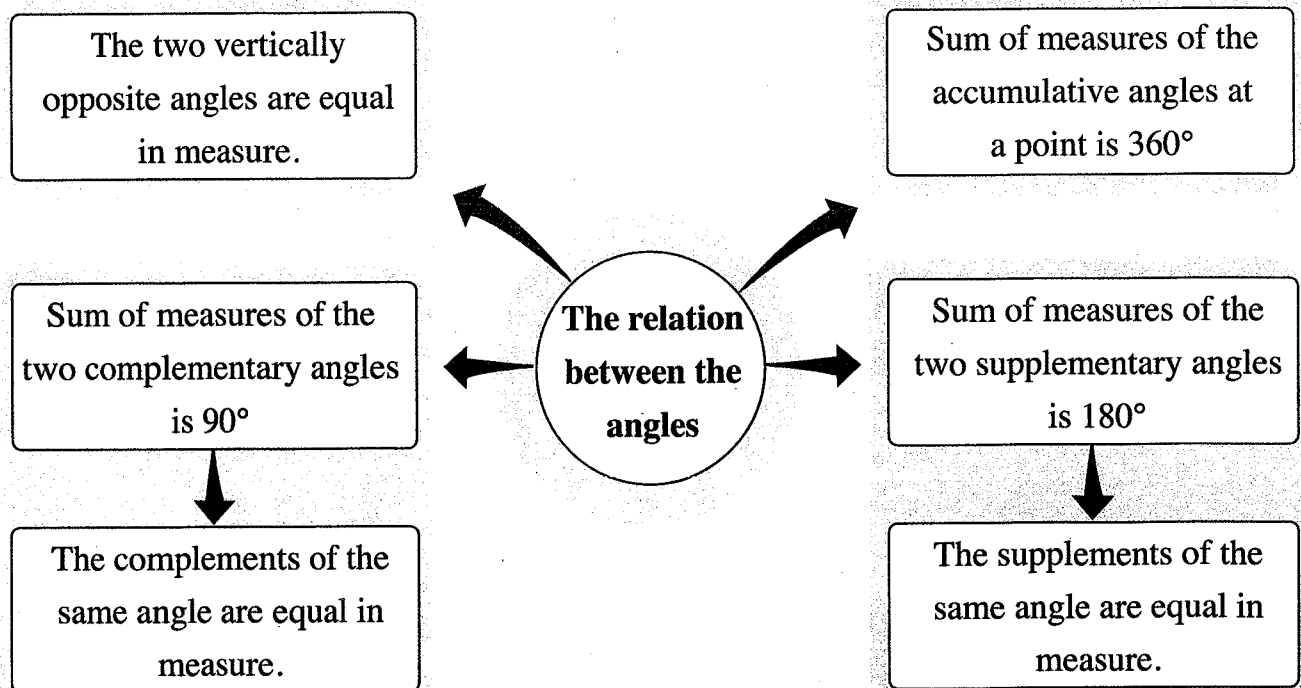 The two vertically
opposite angles are equal
in measure.
Sum of measures of the
accumulative angles at
a point is 360°
The relation
between the
angles
Sum of measures of the
two complementary angles
is 90°
Sum of measures of the
two supplementary angles
is 180°
The complements of the
same angle are equal in
measure.
The supplements of the
same angle are equal in
measure.